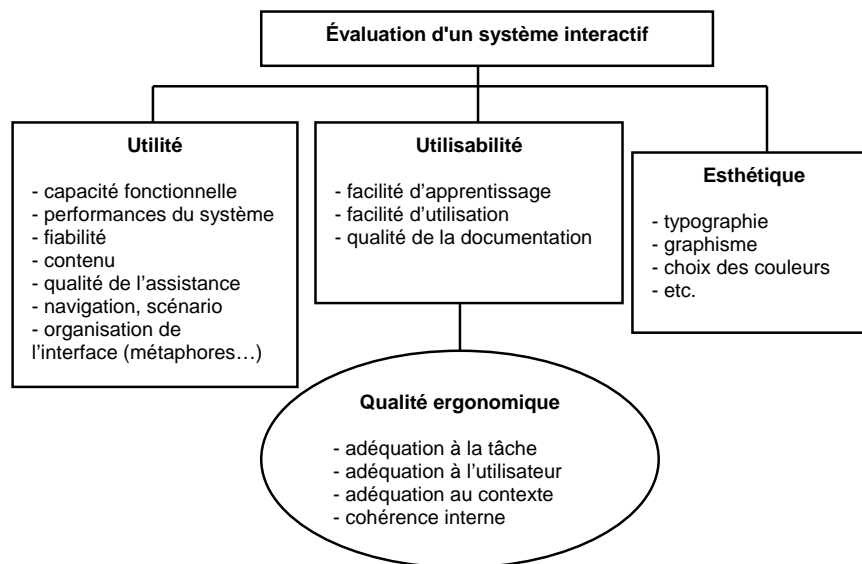 Évaluation d'un système interactif
Utilité
- capacité fonctionnelle
- performances du système
- fiabilité
- contenu
- qualité de l’assistance
- navigation, scénario
- organisation de
l’interface (métaphores…)
Utilisabilité
- facilité d’apprentissage
- facilité d’utilisation
- qualité de la documentation
Esthétique
- typographie
- graphisme
- choix des couleurs
- etc.
Qualité ergonomique
- adéquation à la tâche
- adéquation à l’utilisateur
- adéquation au contexte
- cohérence interne